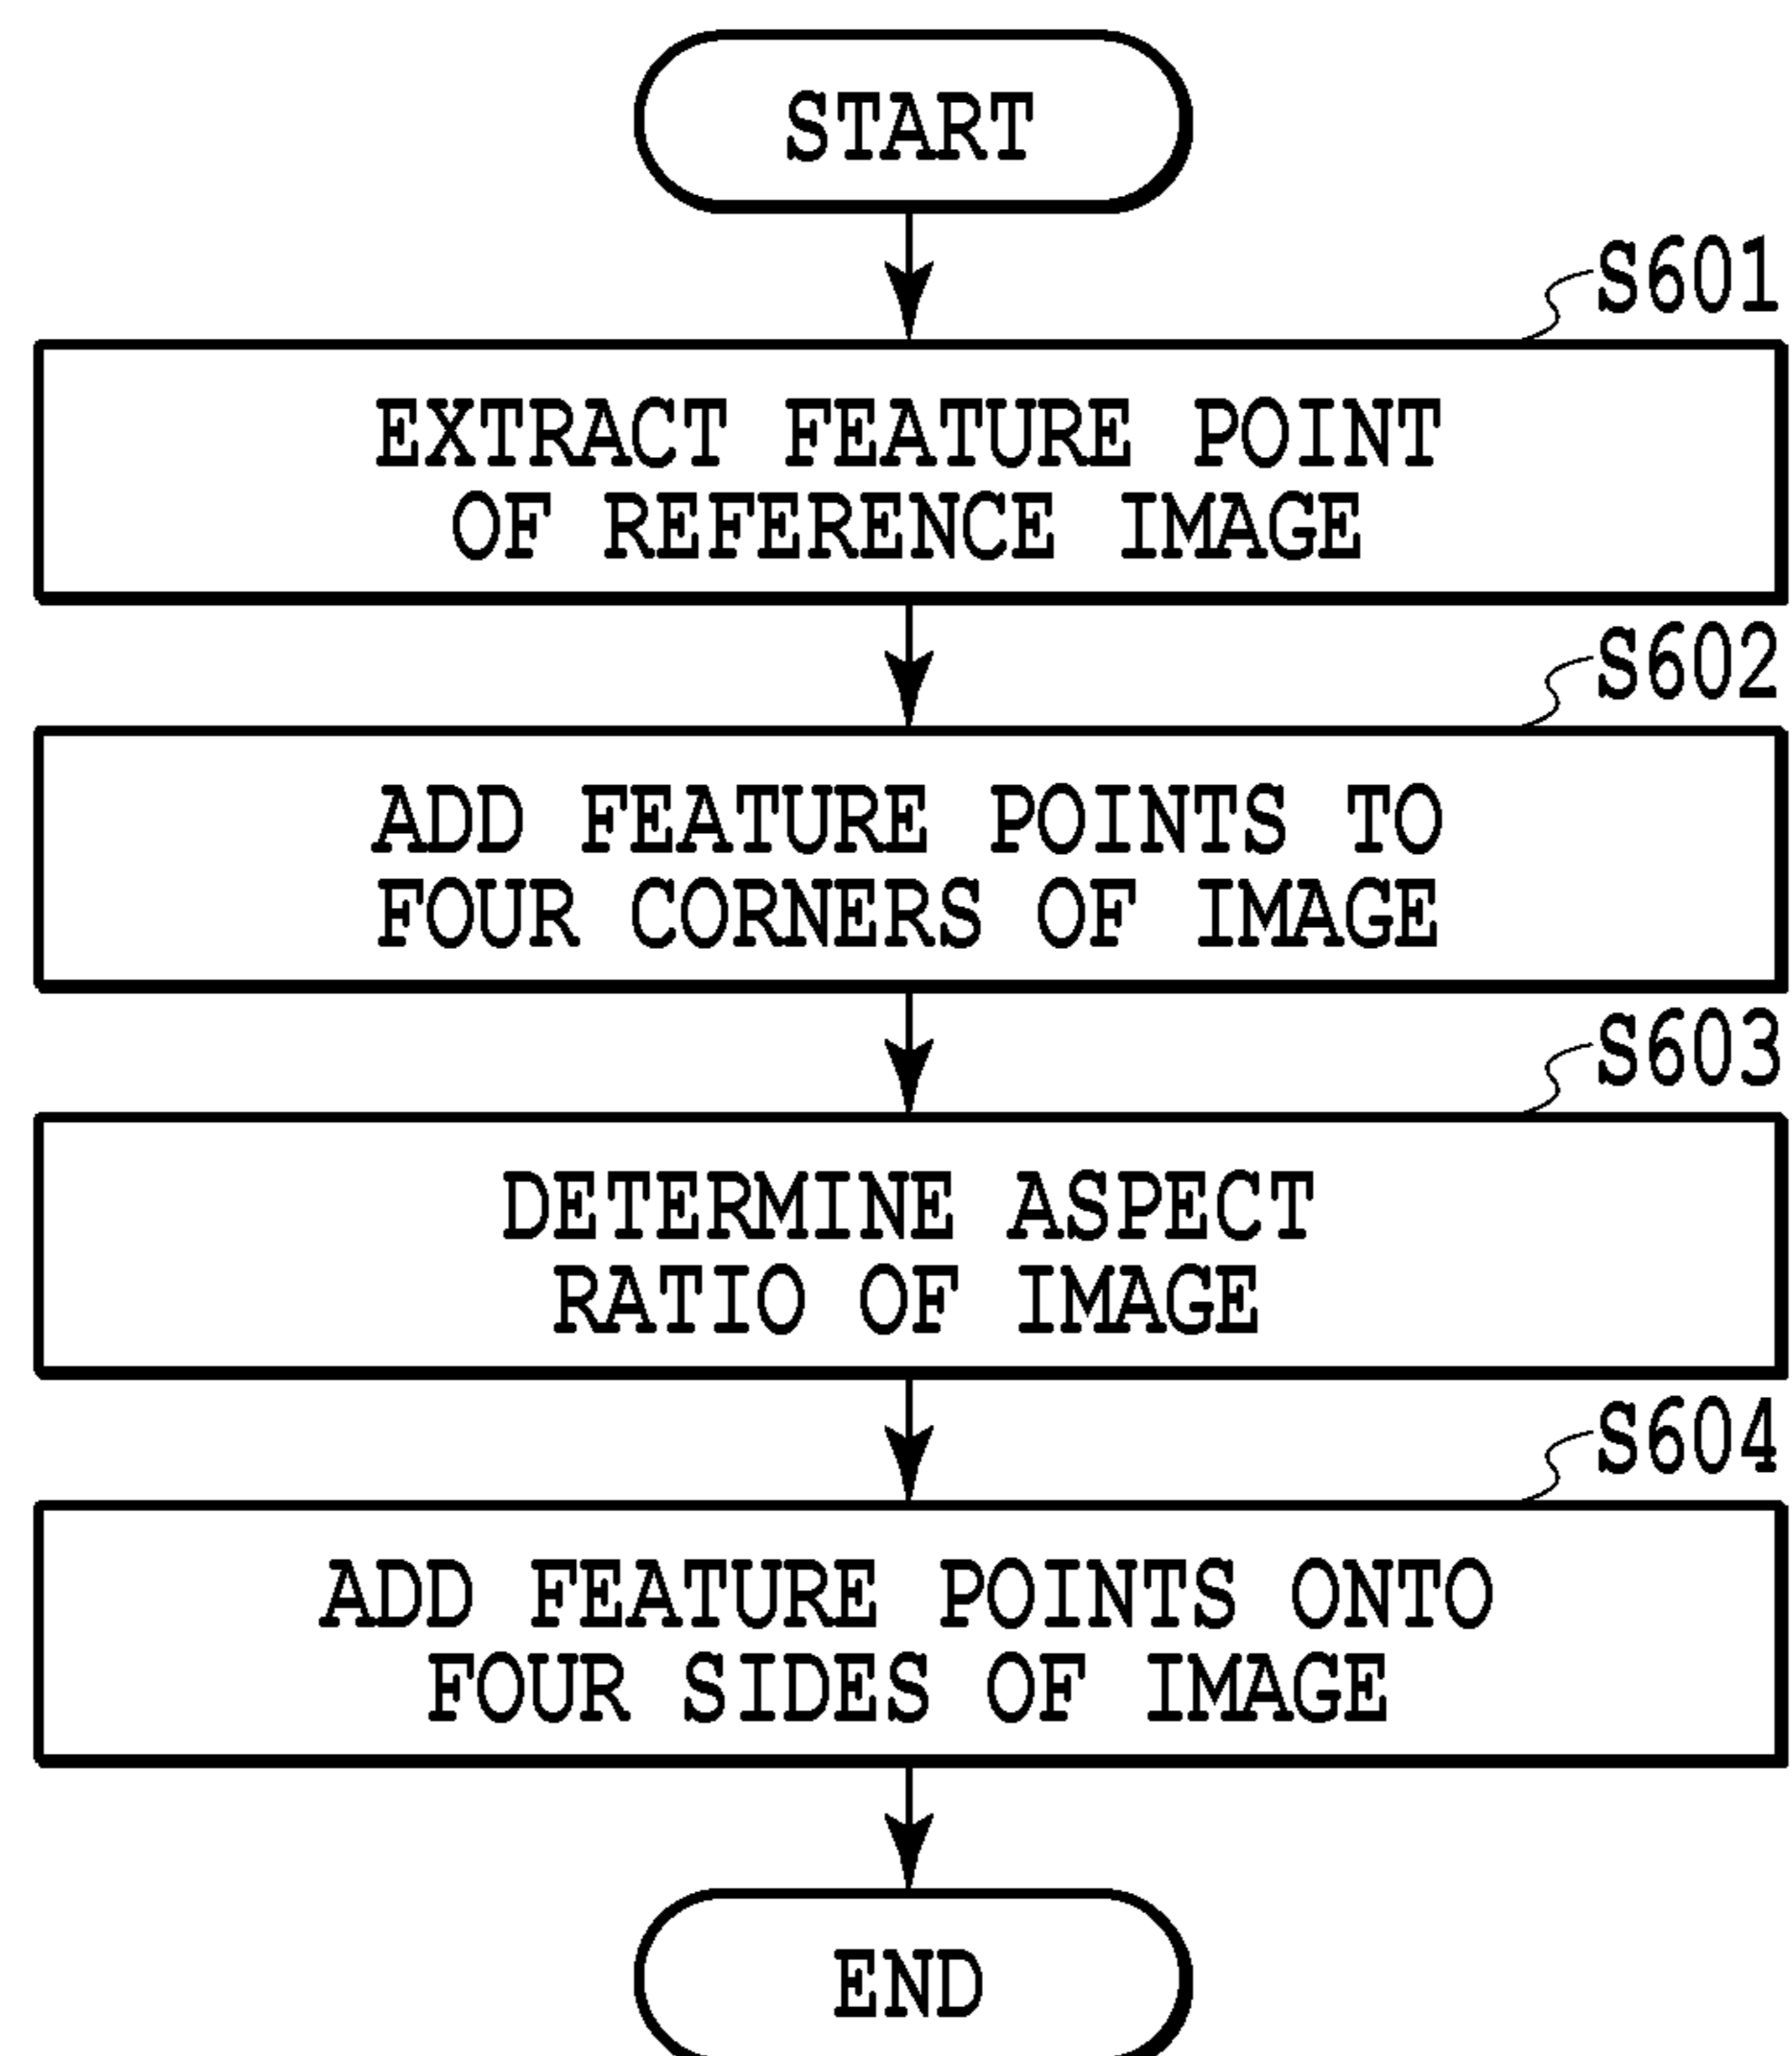 START
S601
EXTRACT FEATURE POINT
OF REFERENCE IMAGE
S602
ADD FEATURE POINTS TO
FOUR CORNERS OF IMAGE
S603
DETERMINE ASPECT
RATIO OF IMAGE
S604
ADD FEATURE POINTS ONTO
FOUR SIDES OF IMAGE
END